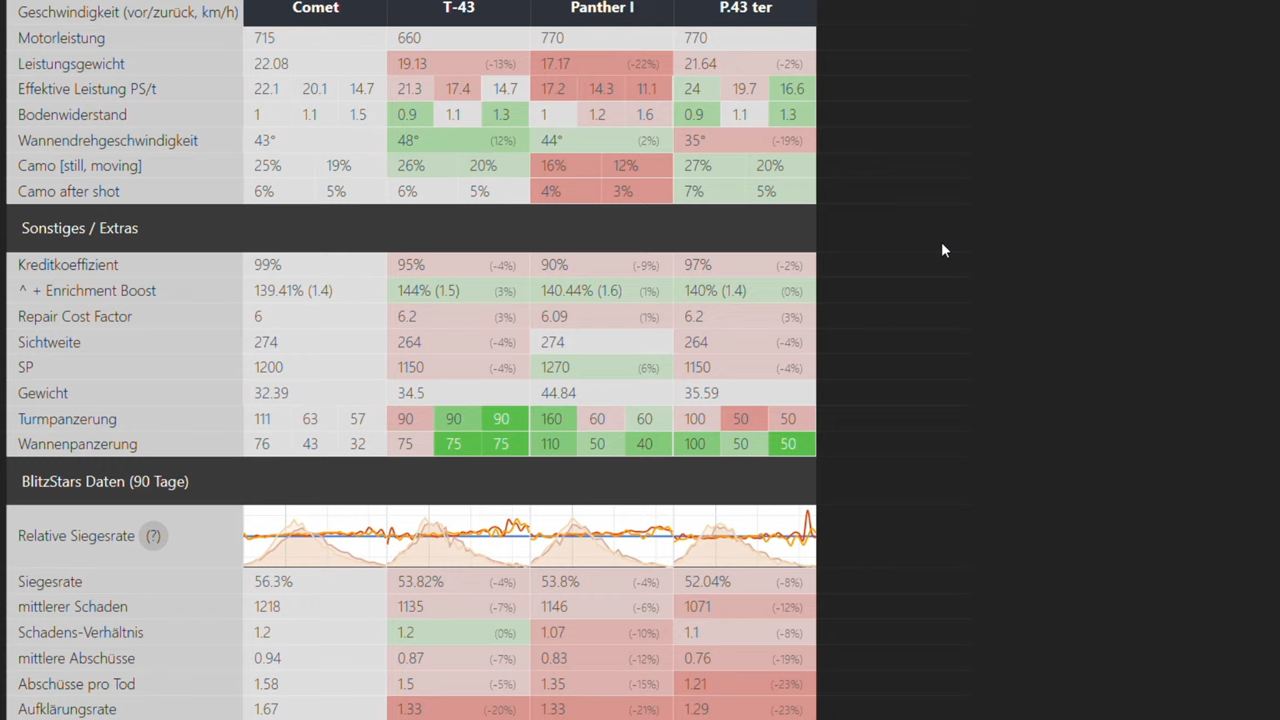 Comet T-43 Panther I P.43 ter
Geschwindigkeit (vor/zurück, km/h)
Motorleistung 715 660 770 770
Leistungsgewicht 22.08 19.13 (-13%) 17.17 (-22%) 21.64 (-2%)
Effektive Leistung PS/t 22.1 20.1 14.7 21.3 17.4 14.7 17.2 14.3 11.1 24 19.7 16.6
Bodenwiderstand 1 1.1 1.5 0.9 1.1 1.3 1 1.2 1.6 0.9 1.1 1.3
Wannendrehgeschwindigkeit 43° 48° (12%) 44° (2%) 35° (-19%)
Camo [still, moving] 25% 19% 26% 20% 16% 12% 27% 20%
Camo after shot 6% 5% 6% 5% 4% 3% 7% 5%
Sonstiges / Extras
Kreditkoeffizient 99% 95% (-4%) 90% (-9%) 97% (-2%)
^ + Enrichment Boost 139.41% (1.4) 144% (1.5) (3%) 140.44% (1.6) (1%) 140% (1.4) (0%)
Repair Cost Factor 6 6.2 (3%) 6.09 (1%) 6.2 (3%)
Sichtweite 274 264 (-4%) 274 264 (-4%)
SP 1200 1150 (-4%) 1270 (6%) 1150 (-4%)
Gewicht 32.39 34.5 44.84 35.59
Turmpanzerung 111 63 57 90 90 90 160 60 60 100 50 50
Wannenpanzerung 76 43 32 75 75 75 110 50 40 100 50 50
BlitzStars Daten (90 Tage)
Relative Siegesrate (?)
Siegesrate 56.3% 53.82% (-4%) 53.8% (-4%) 52.04% (-8%)
mittlerer Schaden 1218 1135 (-7%) 1146 (-6%) 1071 (-12%)
Schadens-Verhältnis 1.2 1.2 (0%) 1.07 (-10%) 1.1 (-8%)
mittlere Abschüsse 0.94 0.87 (-7%) 0.83 (-12%) 0.76 (-19%)
Abschüsse pro Tod 1.58 1.5 (-5%) 1.35 (-15%) 1.21 (-23%)
Aufklärungsrate 1.67 1.33 (-20%) 1.33 (-21%) 1.29 (-23%)